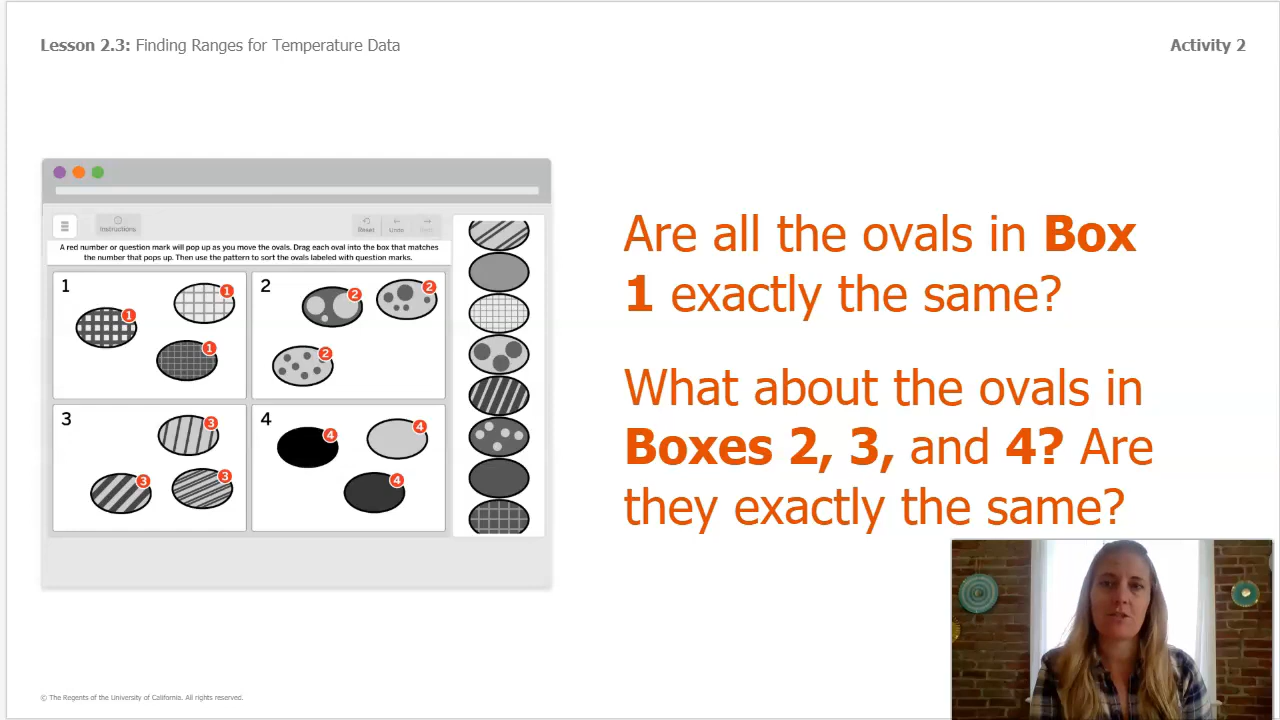 Lesson 2.3: Finding Ranges for Temperature Data
Activity 2
Instructions
Reset
Undo
A red number or question mark will pop up as you move the ovals. Drag each oval into the box that matches
the number that pops up. Then use the pattern to sort the ovals labeled with question marks.
1
1
1
1
2
2
2
2
3
3
3
3
4
4
4
4
Are all the ovals in Box
1 exactly the same?
What about the ovals in
Boxes 2, 3, and 4? Are
they exactly the same?
© The Regents of the University of California. All rights reserved.